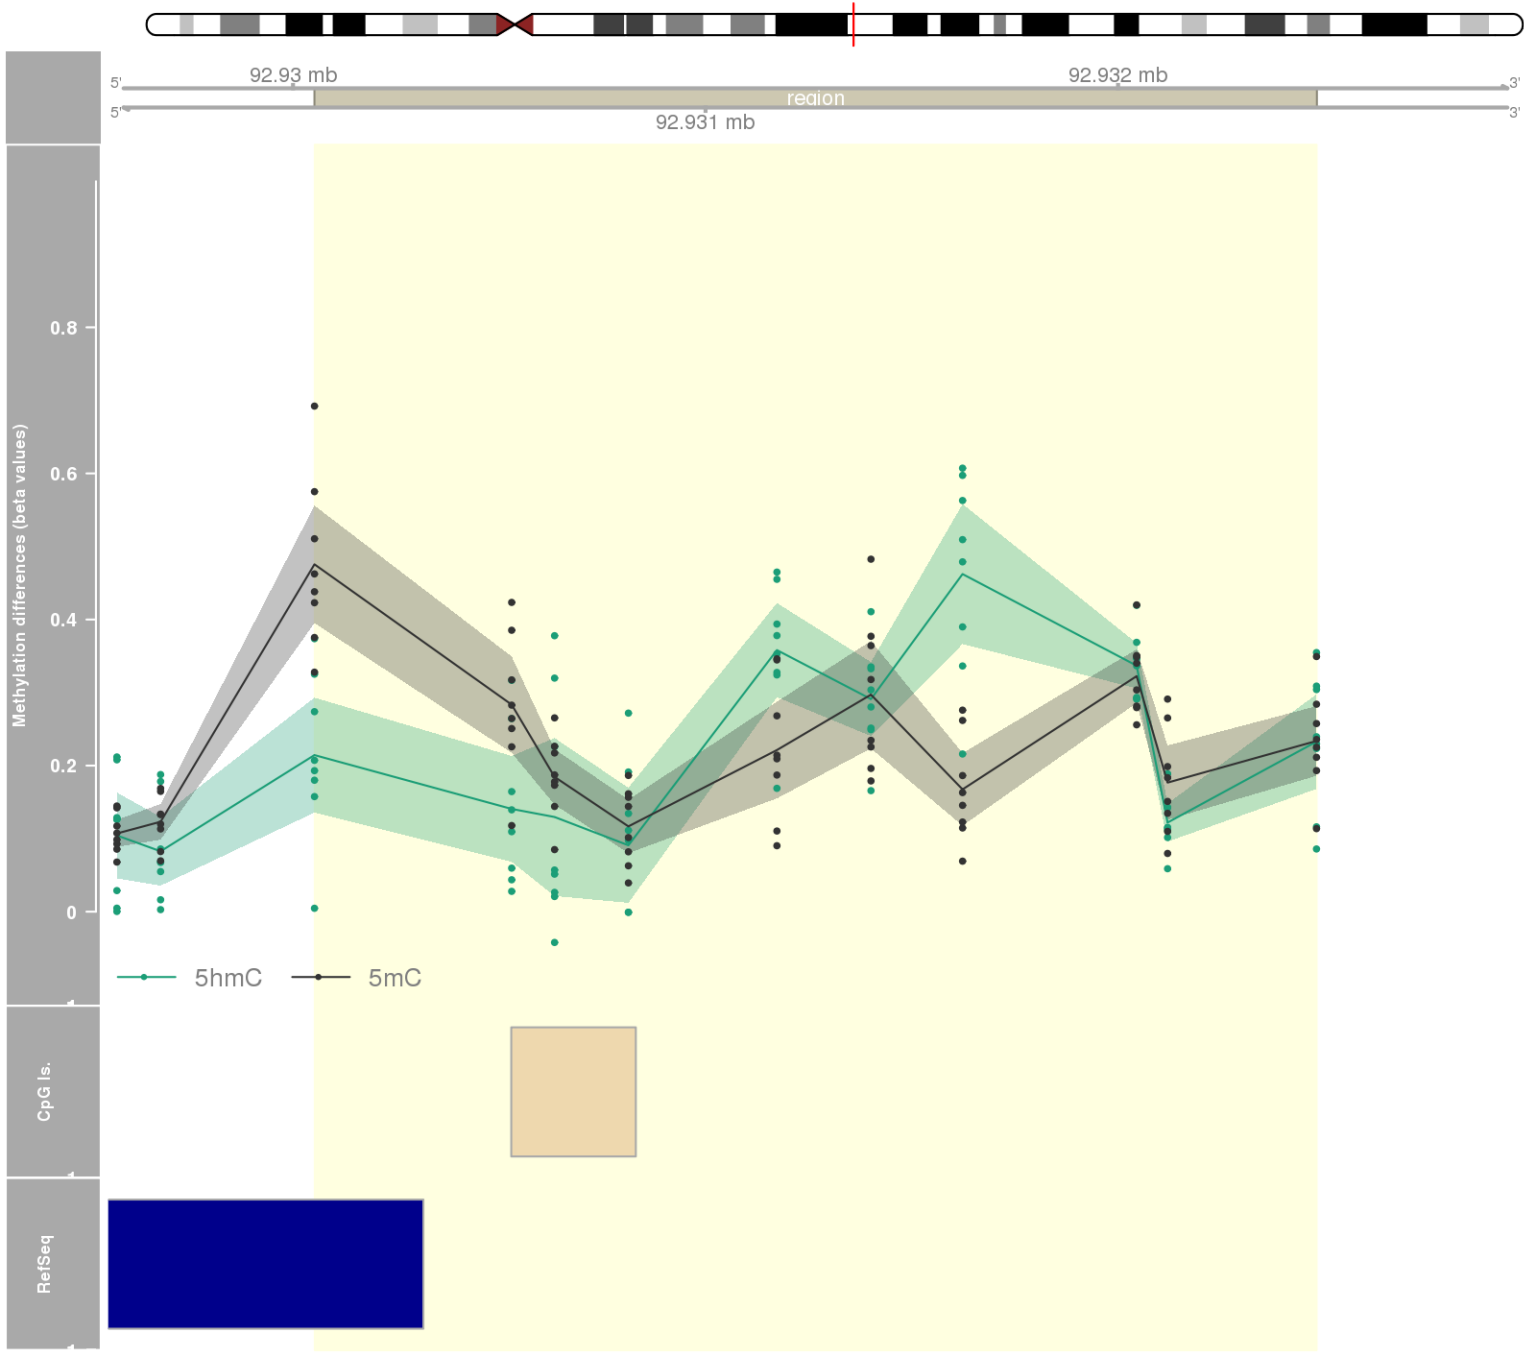 92.93 mb
92.932 mb
5'
3'
region
5'
3'
92.931 mb
Methylation differences (beta values)
0.8
0.6
0.4
0.2
0
5hmC
5mC
CpG Is.
RefSeq